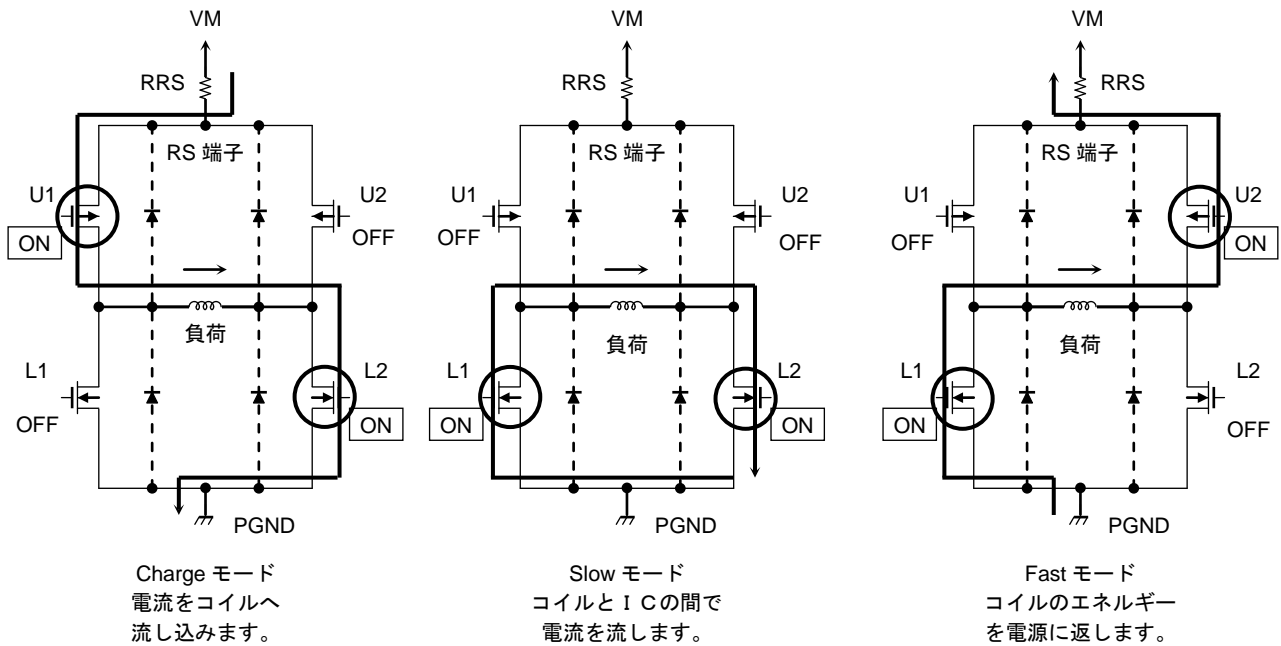 VM
RRS
RS 端子
U1
ON
U2
OFF
負荷
L1
OFF
L2
ON
PGND
Charge モード
電流をコイルへ
流し込みます。
VM
RRS
RS 端子
U1
OFF
U2
OFF
負荷
L1
ON
L2
ON
PGND
Slow モード
コイルとＩＣの間で
電流を流します。
VM
RRS
RS 端子
U1
OFF
U2
ON
負荷
L1
ON
L2
OFF
PGND
Fast モード
コイルのエネルギー
を電源に返します。